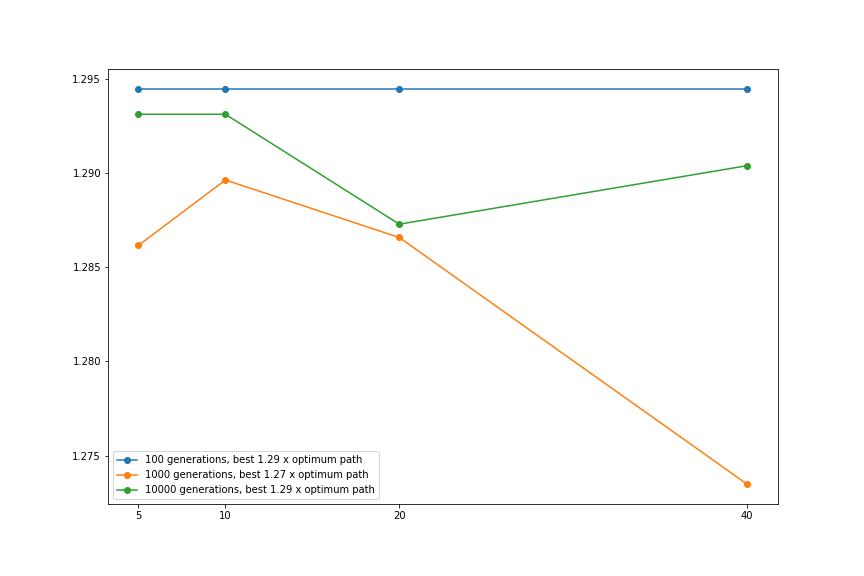 1.295
1.290
1.285
1.280
1.275
100 generations, best 1.29 x optimum path
1000 generations, best 1.27 x optimum path
10000 generations, best 1.29 x optimum path
5 10 20 40